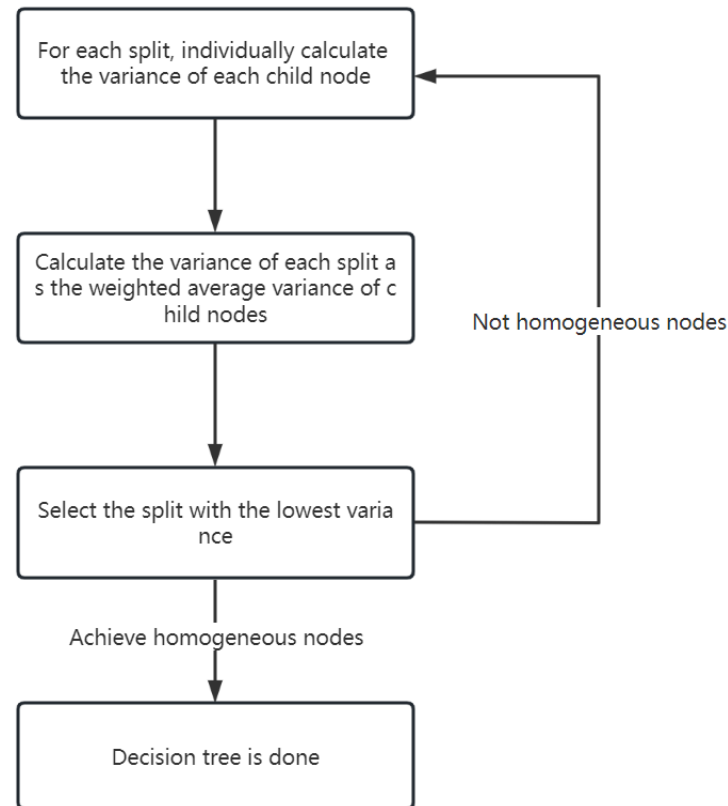 For each split, individually calculate
the variance of each child node
Calculate the variance of each split a
s the weighted average variance of c
hild nodes
Not homogeneous nodes
Select the split with the lowest varia
nce
Achieve homogeneous nodes
Decision tree is done